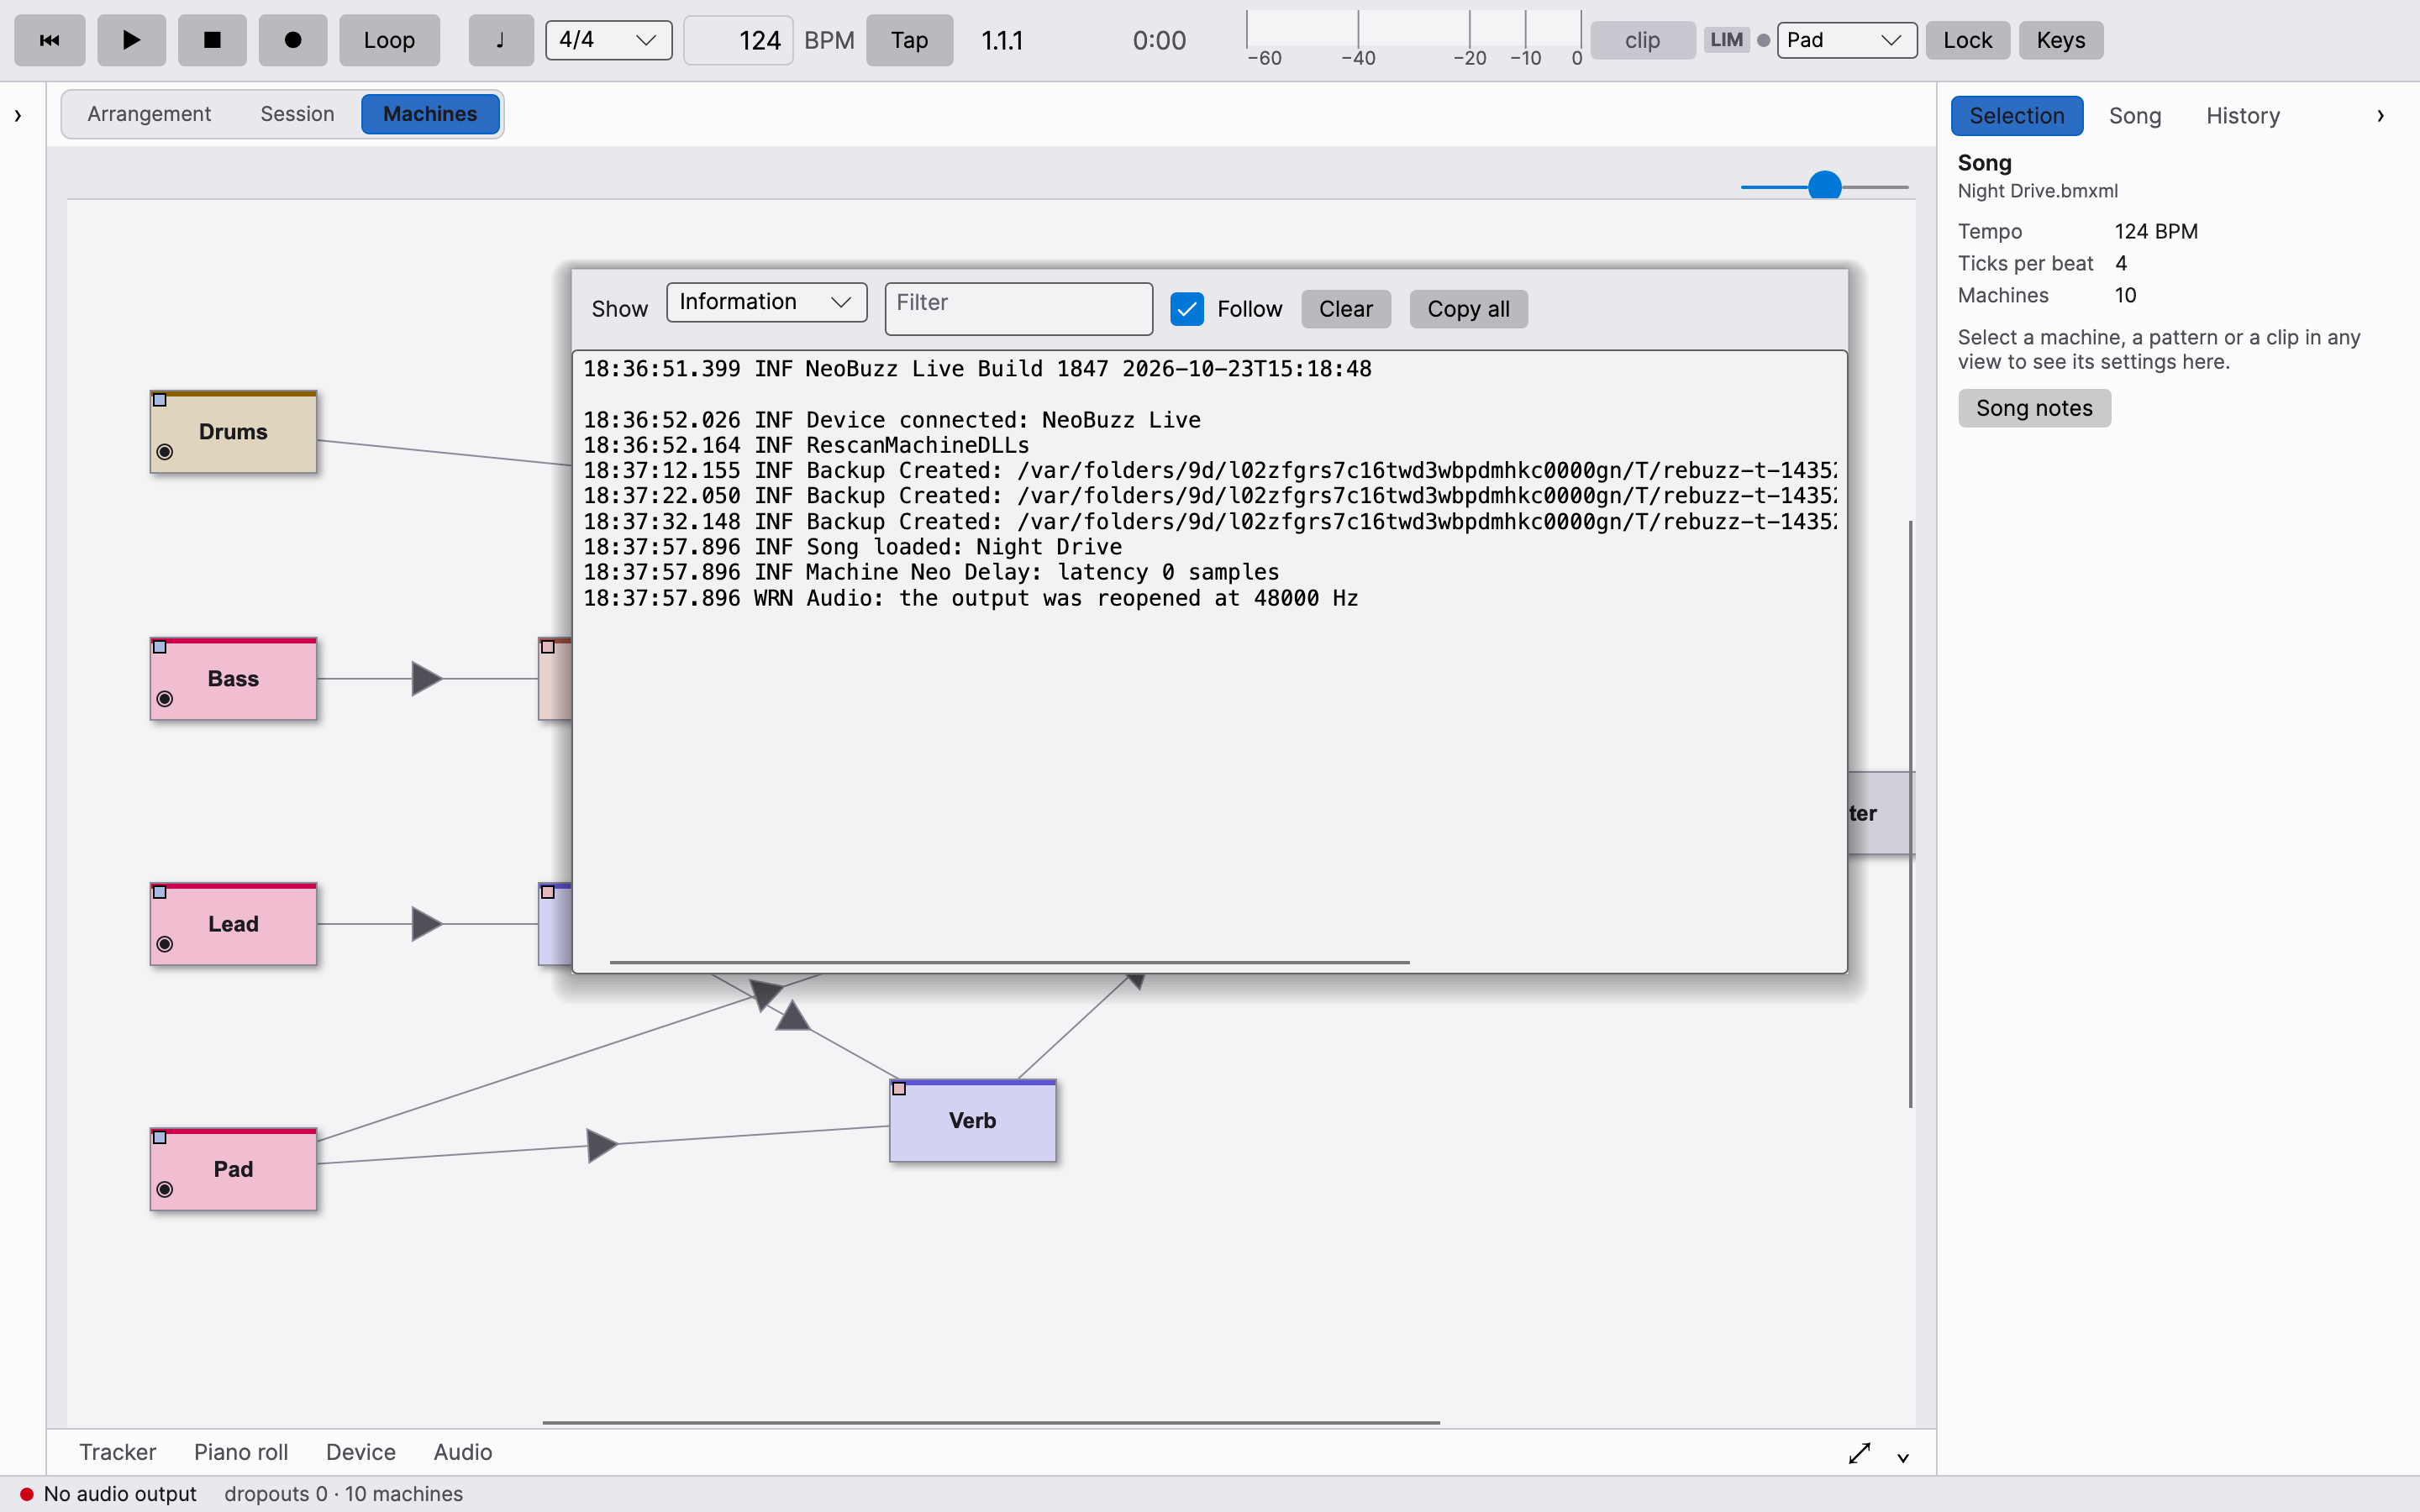 Loop
♩
4/4
124 BPM
Tap
1.1.1
0:00
−60 −40 −20 −10 0
clip
LIM
Pad
Lock
Keys
Arrangement
Session
Machines
Selection
Song
History
Song
Night Drive.bmxml
Tempo 124 BPM
Ticks per beat 4
Machines 10
Select a machine, a pattern or a clip in any
view to see its settings here.
Song notes
Show
Information
Filter
Follow
Clear
Copy all
18:36:51.399 INF NeoBuzz Live Build 1847 2026-10-23T15:18:48
18:36:52.026 INF Device connected: NeoBuzz Live
18:36:52.164 INF RescanMachineDLLs
18:37:12.155 INF Backup Created: /var/folders/9d/l02zfgrs7c16twd3wbpdmhkc0000gn/T/rebuzz-t-1435
18:37:22.050 INF Backup Created: /var/folders/9d/l02zfgrs7c16twd3wbpdmhkc0000gn/T/rebuzz-t-1435
18:37:32.148 INF Backup Created: /var/folders/9d/l02zfgrs7c16twd3wbpdmhkc0000gn/T/rebuzz-t-1435
18:37:57.896 INF Song loaded: Night Drive
18:37:57.896 INF Machine Neo Delay: latency 0 samples
18:37:57.896 WRN Audio: the output was reopened at 48000 Hz
Drums
Bass
Lead
ter
Pad
Verb
Tracker
Piano roll
Device
Audio
No audio output
dropouts 0 · 10 machines